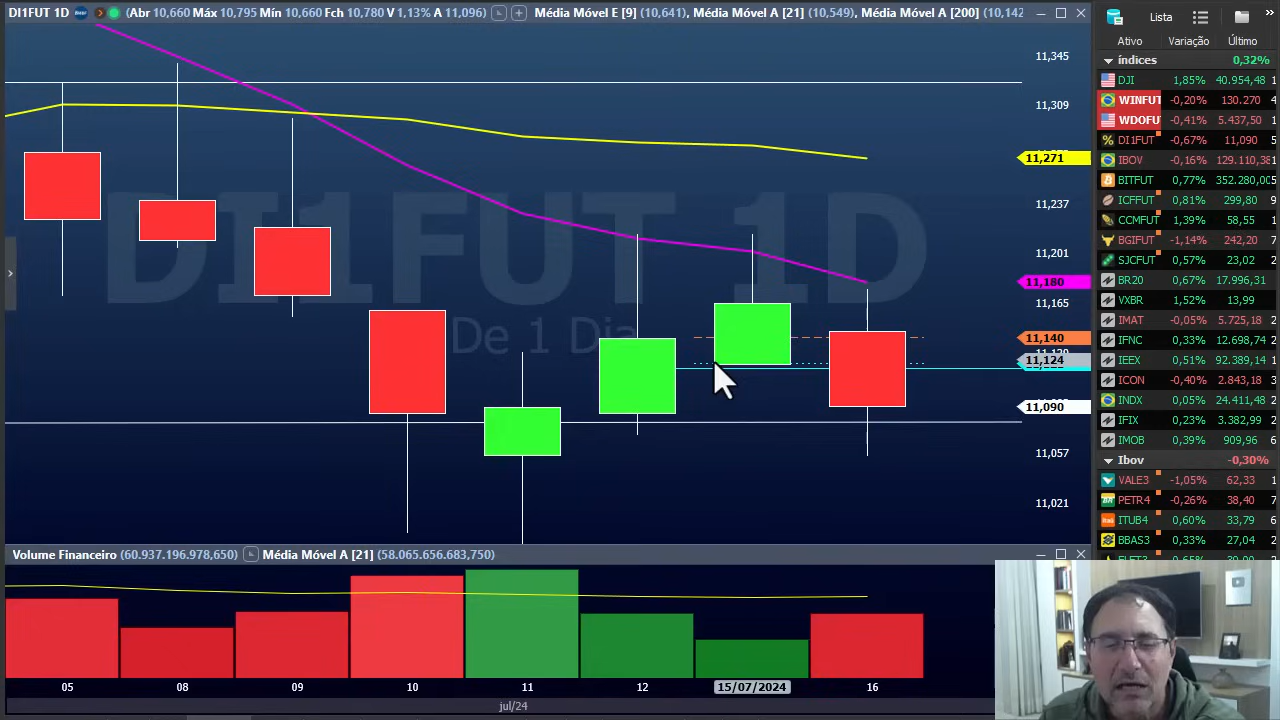 DI1FUT 1D (Abr 10,660 Máx 10,795 Mín 10,660 Fch 10,780 V 1,13% A 11,096) Média Móvel E [9] (10,641), Média Móvel A [21] (10,549), Média Móvel A [200] (10,142
DI1FUT 1D
De 1 Dia
11,345
11,309
11,271
11,237
11,201
11,180
11,165
11,140
11,124
11,090
11,057
11,021
Volume Financeiro (60.937.196.978,650) Média Móvel A [21] (58.065.656.683,750)
05 08 09 10 11 12 15/07/2024 16
jul/24
Lista
Ativo Variação Último
índices 0,32%
DJI 1,85% 40.954,48
WINFUT -0,20% 130.270
WDOFU -0,41% 5.437,50
DI1FUT -0,67% 11,090
IBOV -0,16% 129.110,38
BITFUT 0,77% 352.280,00
ICFFUT 0,81% 299,80
CCMFUT 1,39% 58,55
BGIFUT -1,14% 242,20
SJCFUT 0,57% 23,02
BR20 0,67% 17.996,31
VXBR 1,52% 13,99
IMAT -0,05% 5.725,18
IFNC 0,33% 12.698,74
IEEX 0,51% 92.389,14
ICON -0,40% 2.843,18
INDX 0,05% 24.411,48
IFIX 0,23% 3.382,99
IMOB 0,39% 909,96
Ibov -0,30%
VALE3 -1,05% 62,33
PETR4 -0,26% 38,40
ITUB4 0,60% 33,79
BBAS3 0,33% 27,04